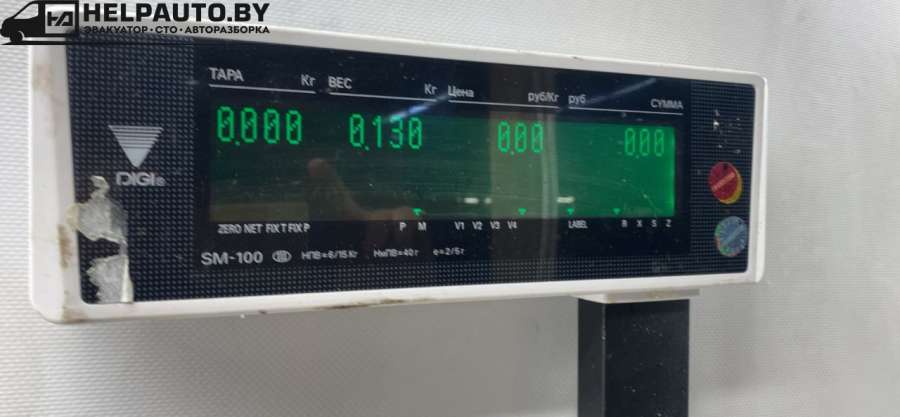 HELPAUTO.BY
ЭВАКУАТОР·СТО·АВТОРАЗБОРКА
ТАРА Кг ВЕС Кг Цена руб/Кг руб СУММА
0.000 0.130 0.00 0.00
DIGI
ZERO NET FIX T FIX P P M V1 V2 V3 V4 LABEL R X S Z
SM-100 НПВ=6/15 Кг НмПВ=40 г e=2/5 г